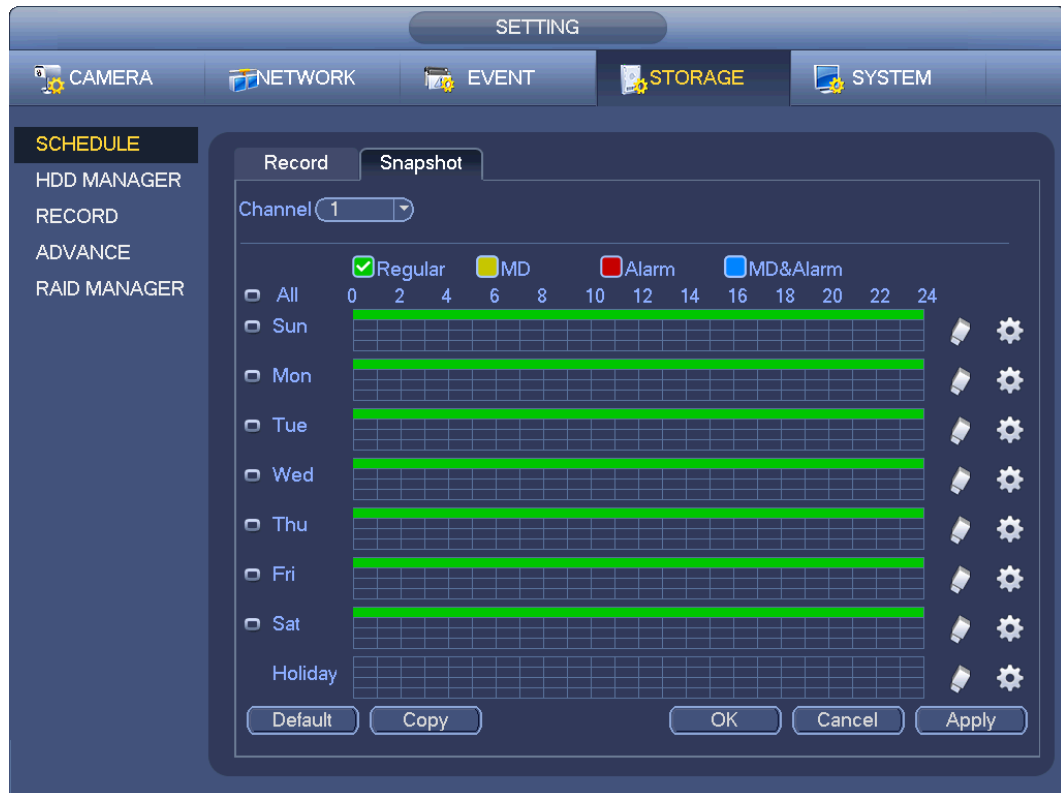 SETTING
CAMERA NETWORK EVENT STORAGE SYSTEM
SCHEDULE
HDD MANAGER
RECORD
ADVANCE
RAID MANAGER
Record Snapshot
Channel 1
Regular MD Alarm MD&Alarm
All 0 2 4 6 8 10 12 14 16 18 20 22 24
Sun
Mon
Tue
Wed
Thu
Fri
Sat
Holiday
Default Copy OK Cancel Apply